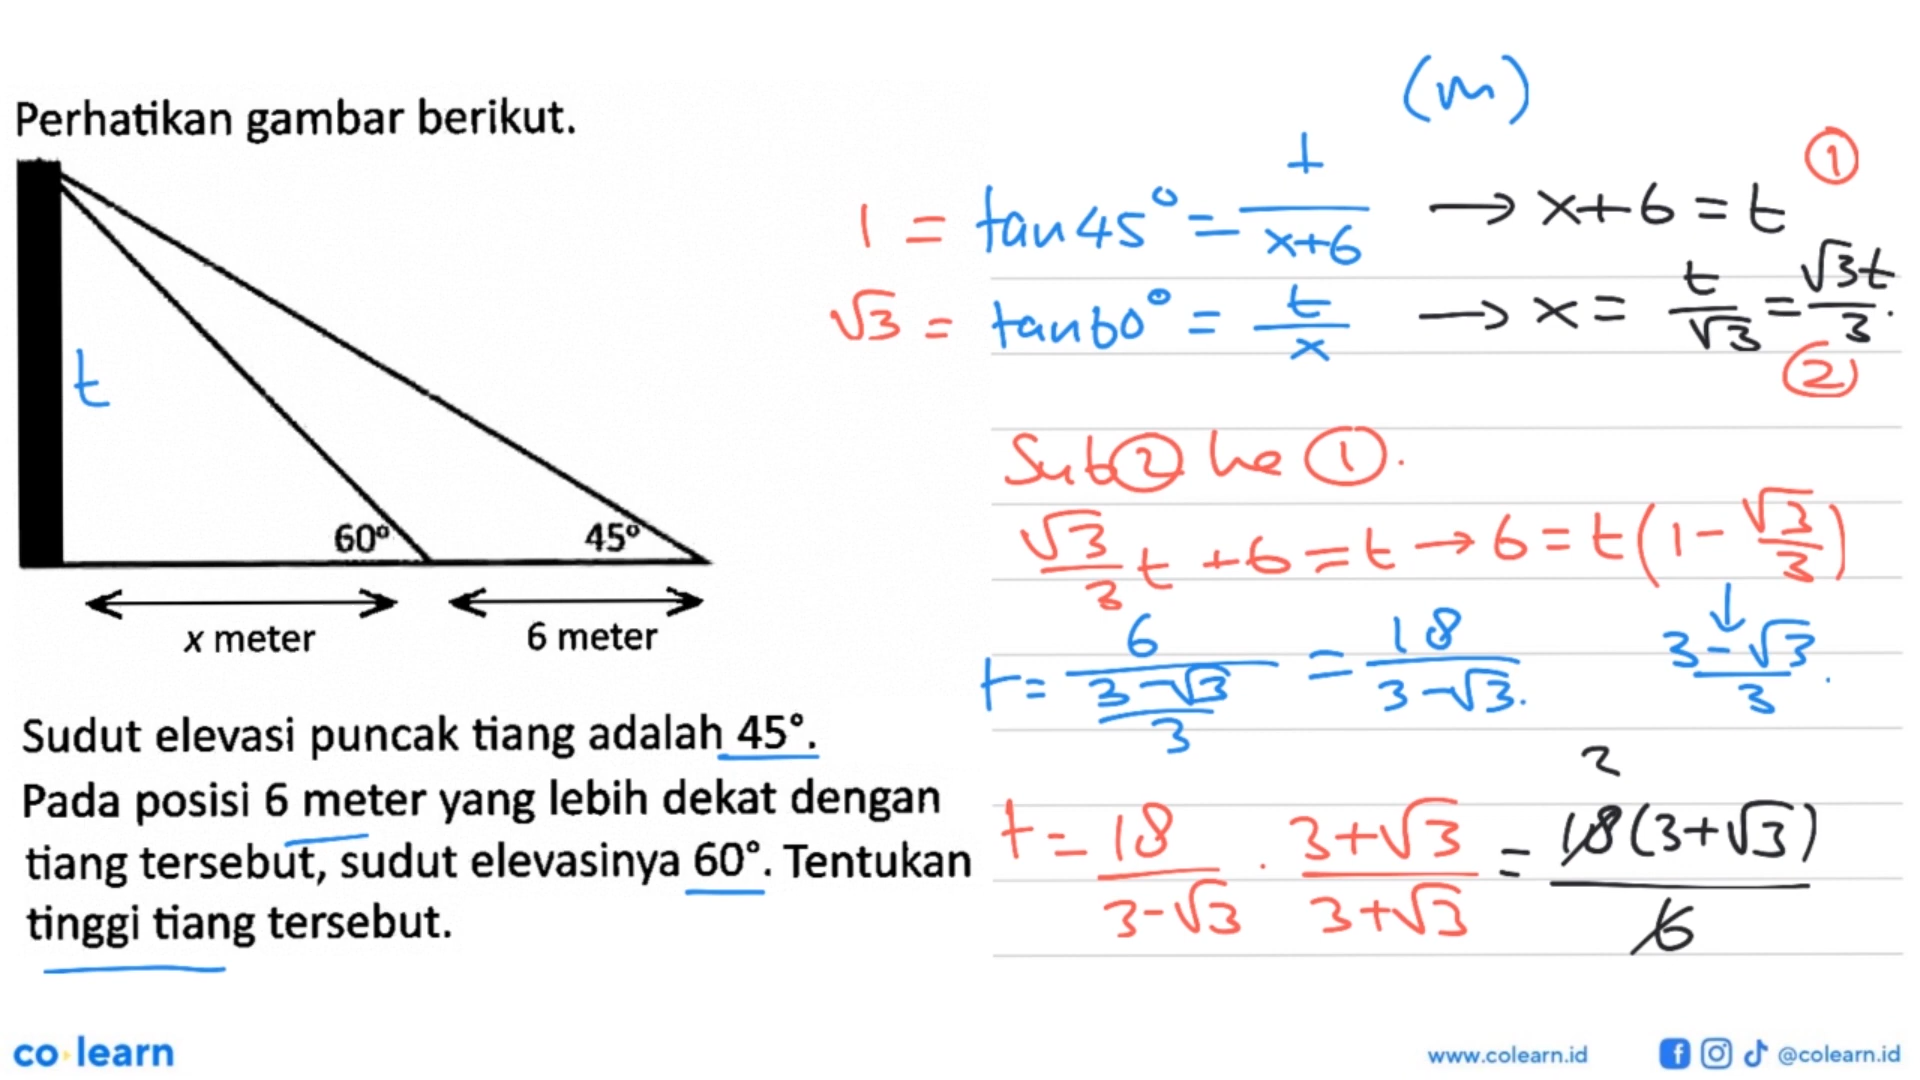 Perhatikan gambar berikut.
t
60°
45°
x meter
6 meter
Sudut elevasi puncak tiang adalah 45°.
Pada posisi 6 meter yang lebih dekat dengan
tiang tersebut, sudut elevasinya 60°. Tentukan
tinggi tiang tersebut.
(m)
1 = tan 45° = t/(x+6) → x+6 = t ①
√3 = tan 60° = t/x → x = t/√3 = √3t/3. ②
Sub ② ke ①.
√3/3 t + 6 = t → 6 = t(1 - √3/3)
↓
t = 6/((3-√3)/3) = 18/(3-√3). (3-√3)/3.
t = 18/(3-√3) · (3+√3)/(3+√3) = 18(3+√3)/6
2
co learn
www.colearn.id
@colearn.id